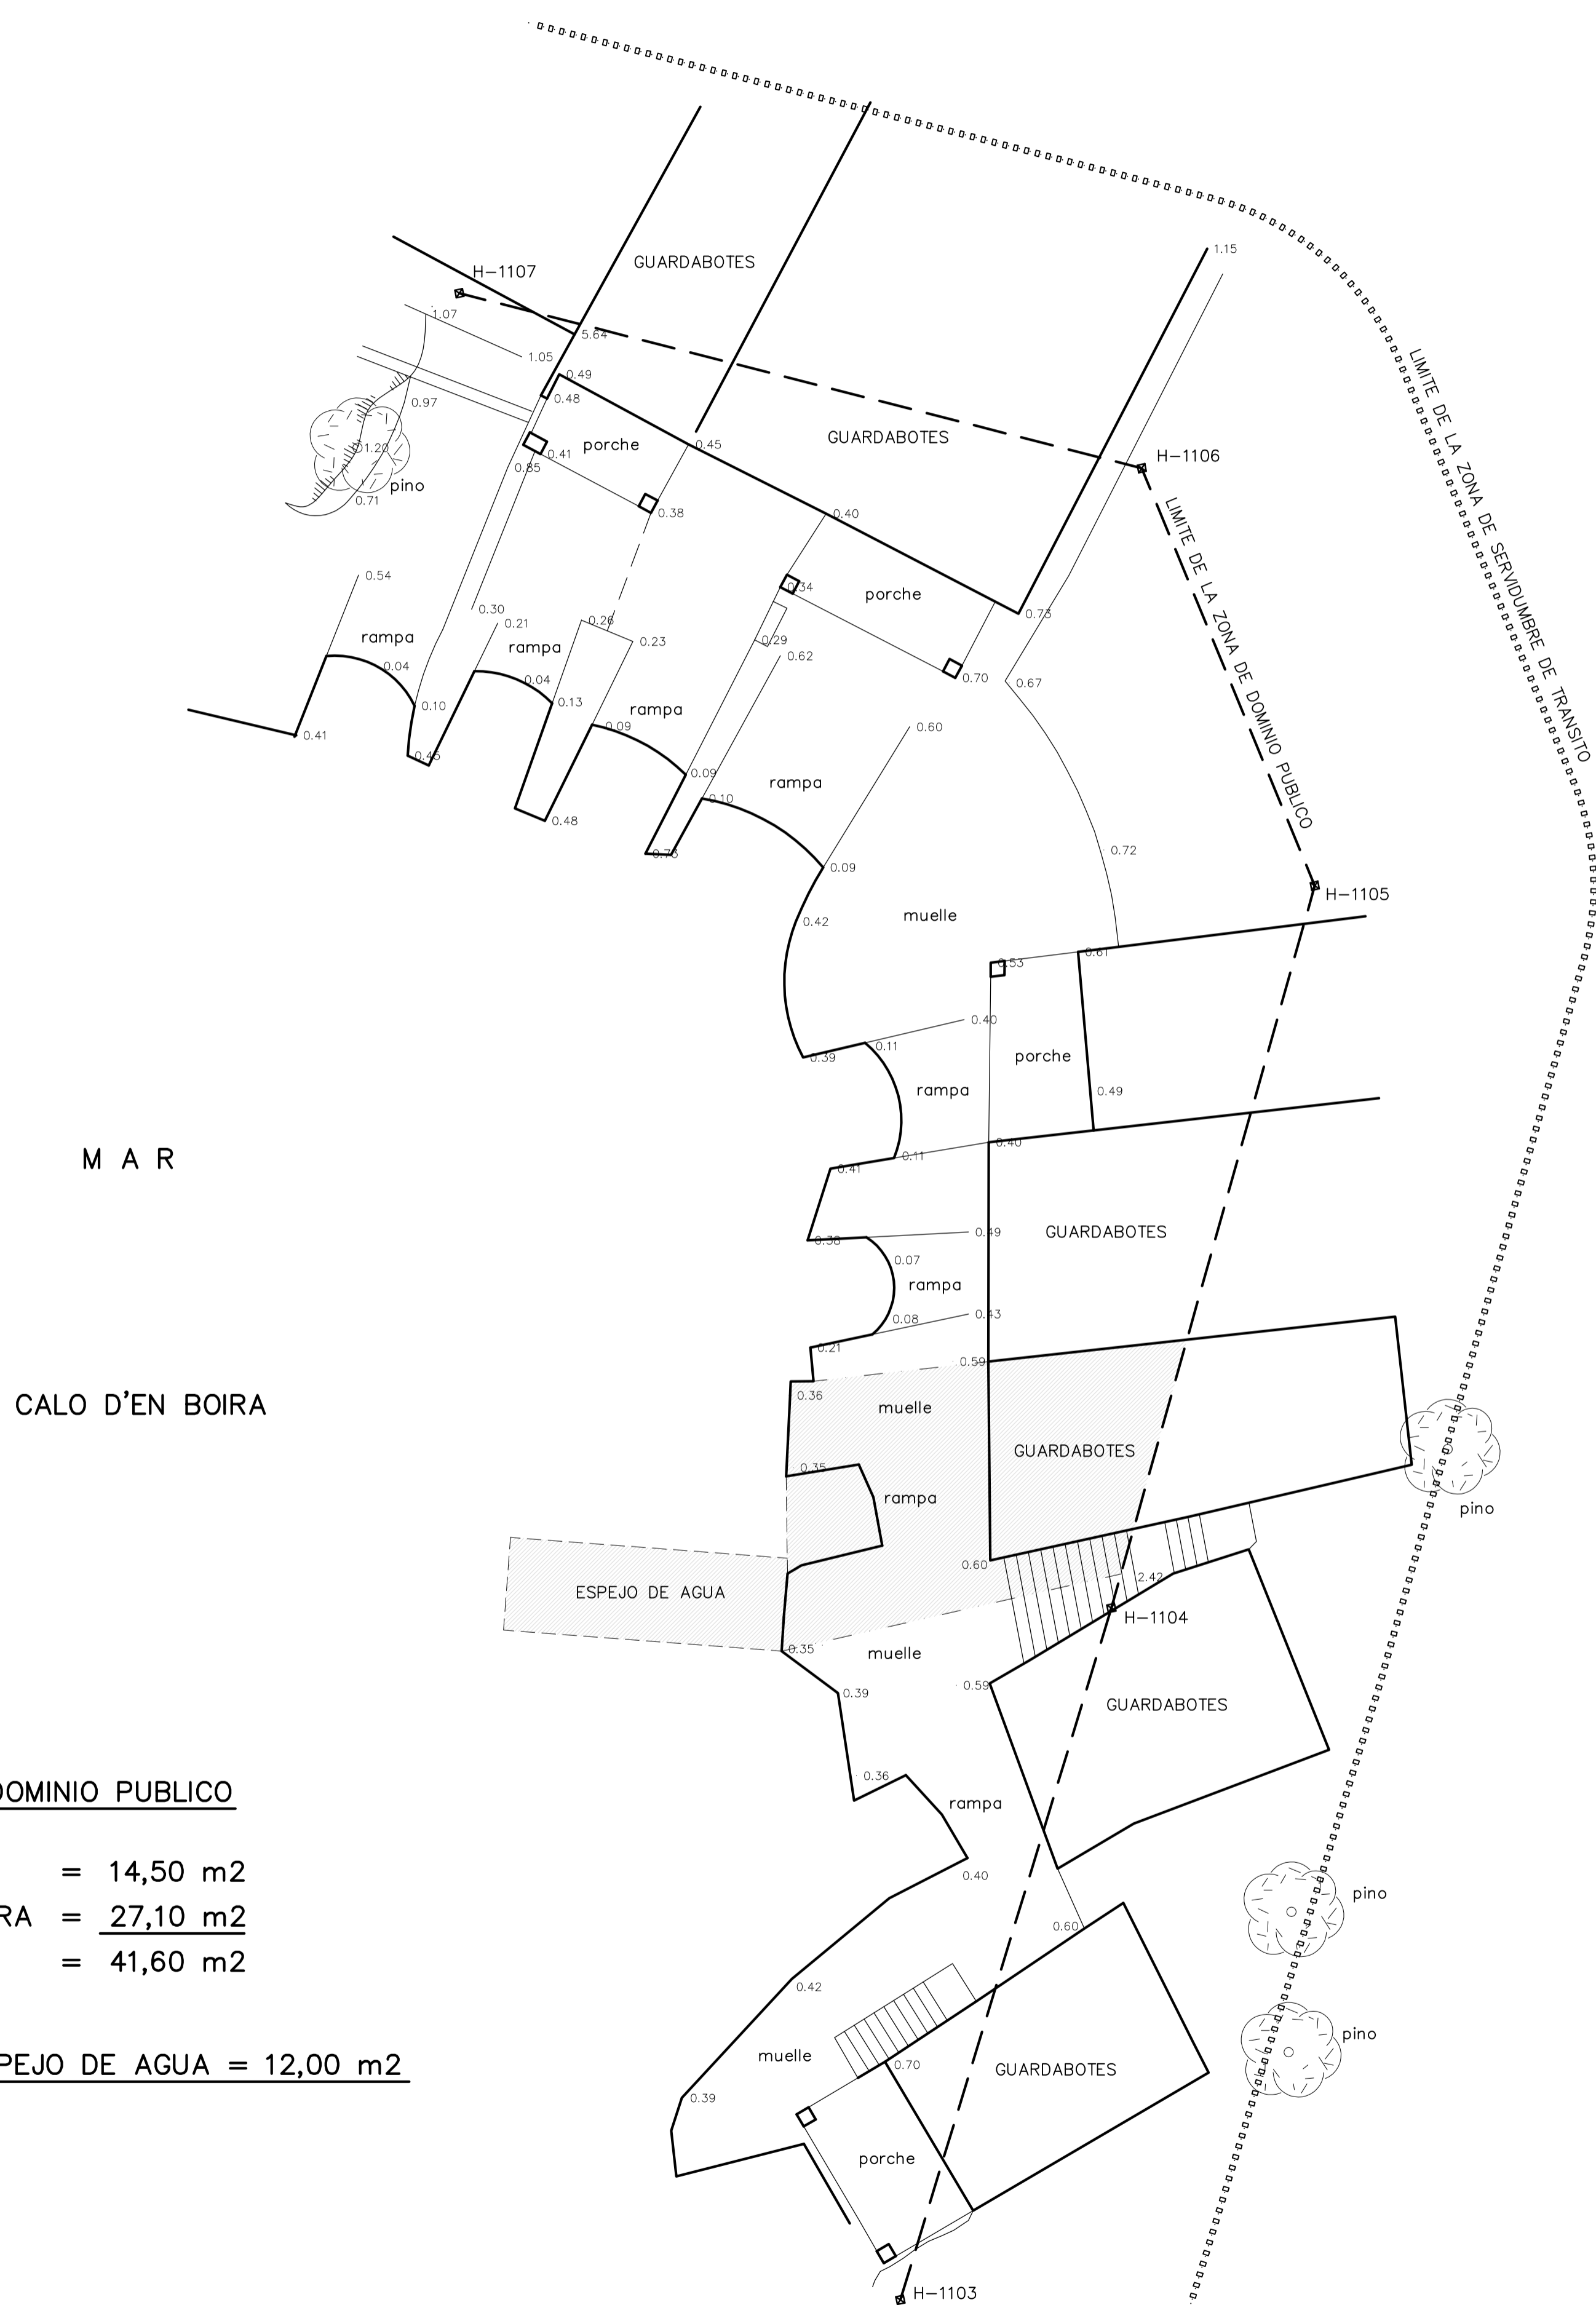 GUARDABOTES
1.15
H-1107
1.07
5.64
1.05
0.49
0.48
0.97
GUARDABOTES
porche
0.45
0.41
1.20
0.85
H-1106
pino
0.71
0.38
0.40
LIMITE DE LA ZONA DE SERVIDUMBRE DE TRANSITO
LIMITE DE LA ZONA DE DOMINIO PUBLICO
0.54
0.34
porche
0.30
0.21
0.26
0.73
rampa
rampa
0.23
0.29
0.04
0.62
0.04
0.70
0.67
0.10
0.13
rampa
0.09
0.60
0.41
0.45
0.09
rampa
0.10
0.48
0.73
0.09
0.72
H-1105
muelle
0.42
0.53
0.61
0.40
0.39
0.11
porche
rampa
0.49
0.40
M A R
0.41
0.11
0.38
0.49
GUARDABOTES
0.07
rampa
0.43
0.08
0.21
0.59
0.36
CALO D'EN BOIRA
muelle
GUARDABOTES
0.35
rampa
pino
0.60
ESPEJO DE AGUA
2.42
H-1104
0.35
muelle
0.59
0.39
GUARDABOTES
0.36
rampa
DOMINIO PUBLICO
= 14,50 m2
RA = 27,10 m2
= 41,60 m2
0.40
pino
0.60
0.42
pino
muelle
0.70
GUARDABOTES
PEJO DE AGUA = 12,00 m2
0.39
porche
H-1103